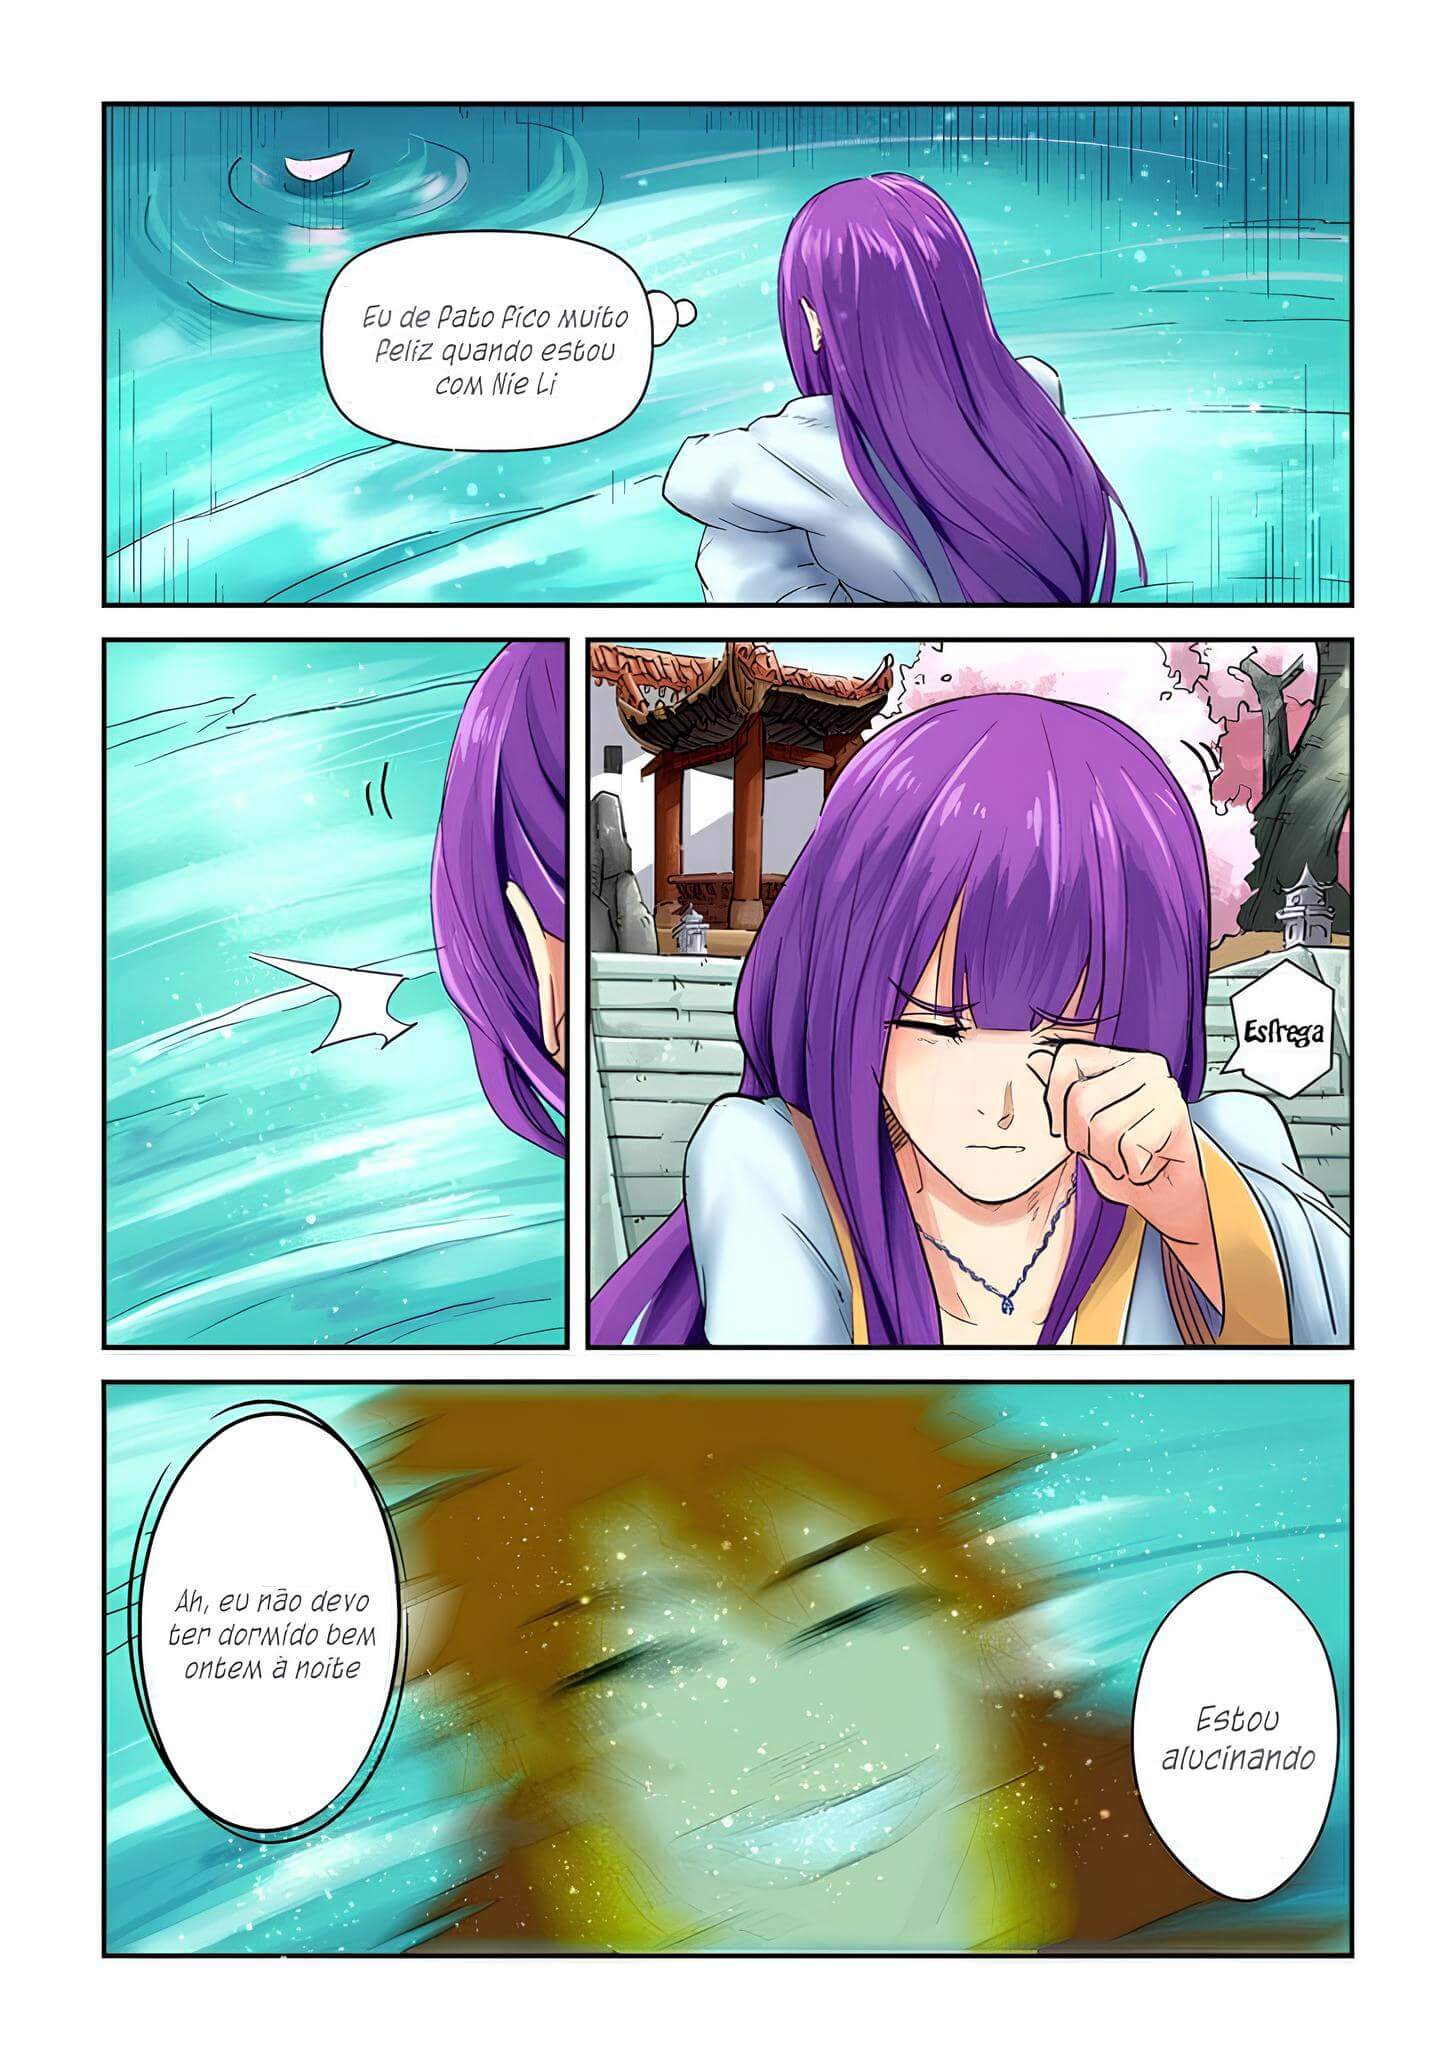 Eu de fato fico muito
feliz quando estou
com Nie Li
Esfrega
Ah, eu não devo
ter dormido bem
ontem à noite
Estou
alucinando